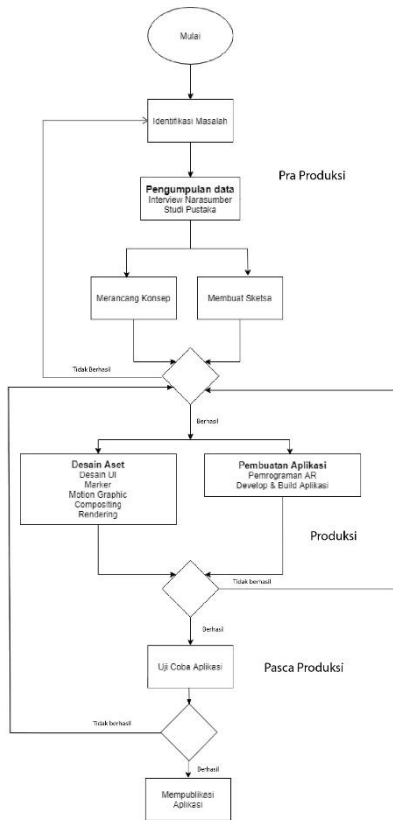 Mulai
Identifikasi Masalah
Pra Produksi
Pengumpulan data
Interview Narasumber
Studi Pustaka
Merancang Konsep
Membuat Sketsa
Tidak Berhasil
Berhasil
Desain Aset
Desain UI
Marker
Motion Graphic
Compositing
Rendering
Pembuatan Aplikasi
Pemrograman AR
Develop & Build Aplikasi
Produksi
Tidak berhasil
Berhasil
Uji Coba Aplikasi
Pasca Produksi
Tidak berhasil
Berhasil
Mempublikasi
Aplikasi